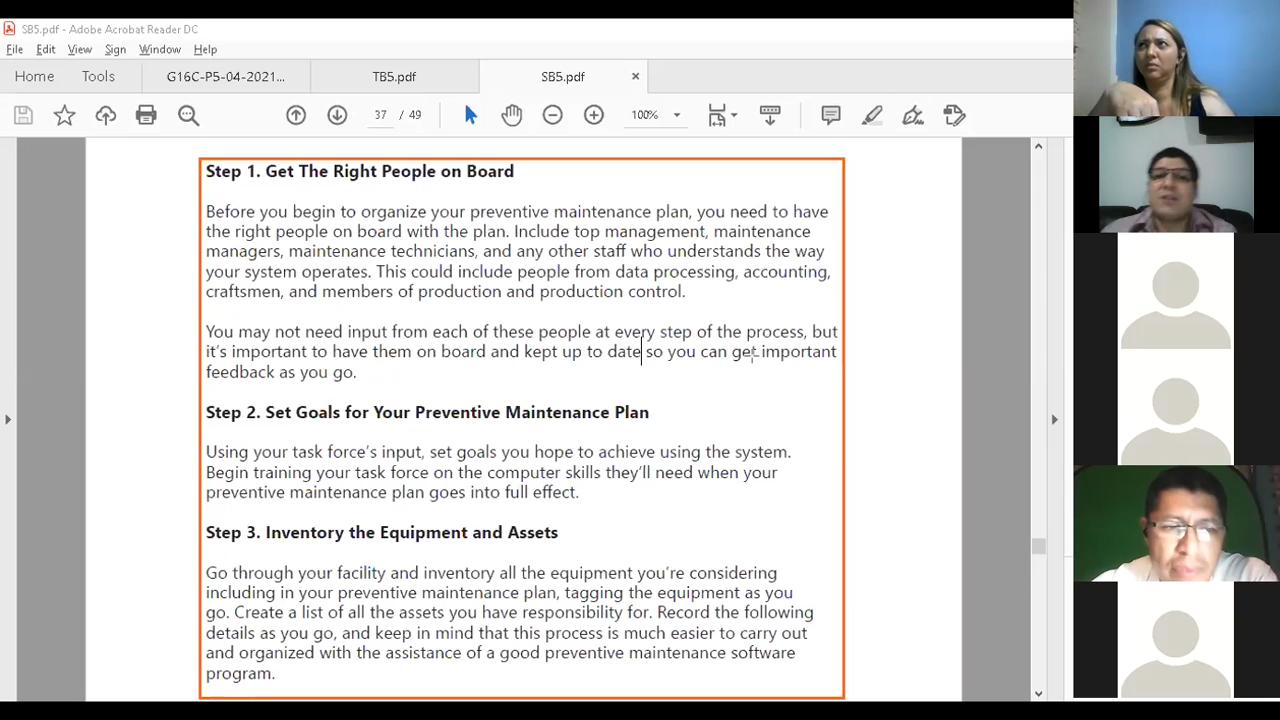 SB5.pdf - Adobe Acrobat Reader DC
File Edit View Sign Window Help
Home Tools G16C-P5-04-2021... TB5.pdf SB5.pdf ×
37 / 49 100%
Step 1. Get The Right People on Board
Before you begin to organize your preventive maintenance plan, you need to have
the right people on board with the plan. Include top management, maintenance
managers, maintenance technicians, and any other staff who understands the way
your system operates. This could include people from data processing, accounting,
craftsmen, and members of production and production control.
You may not need input from each of these people at every step of the process, but
it's important to have them on board and kept up to date so you can get important
feedback as you go.
Step 2. Set Goals for Your Preventive Maintenance Plan
Using your task force's input, set goals you hope to achieve using the system.
Begin training your task force on the computer skills they'll need when your
preventive maintenance plan goes into full effect.
Step 3. Inventory the Equipment and Assets
Go through your facility and inventory all the equipment you're considering
including in your preventive maintenance plan, tagging the equipment as you
go. Create a list of all the assets you have responsibility for. Record the following
details as you go, and keep in mind that this process is much easier to carry out
and organized with the assistance of a good preventive maintenance software
program.